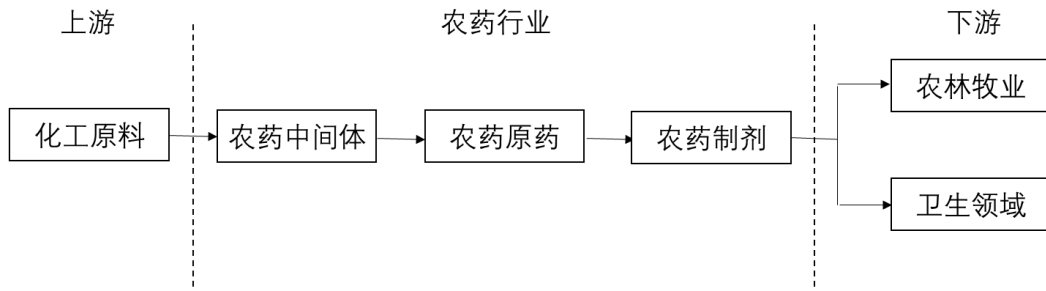 上游
农药行业
下游
化工原料
农药中间体
农药原药
农药制剂
农林牧业
卫生领域